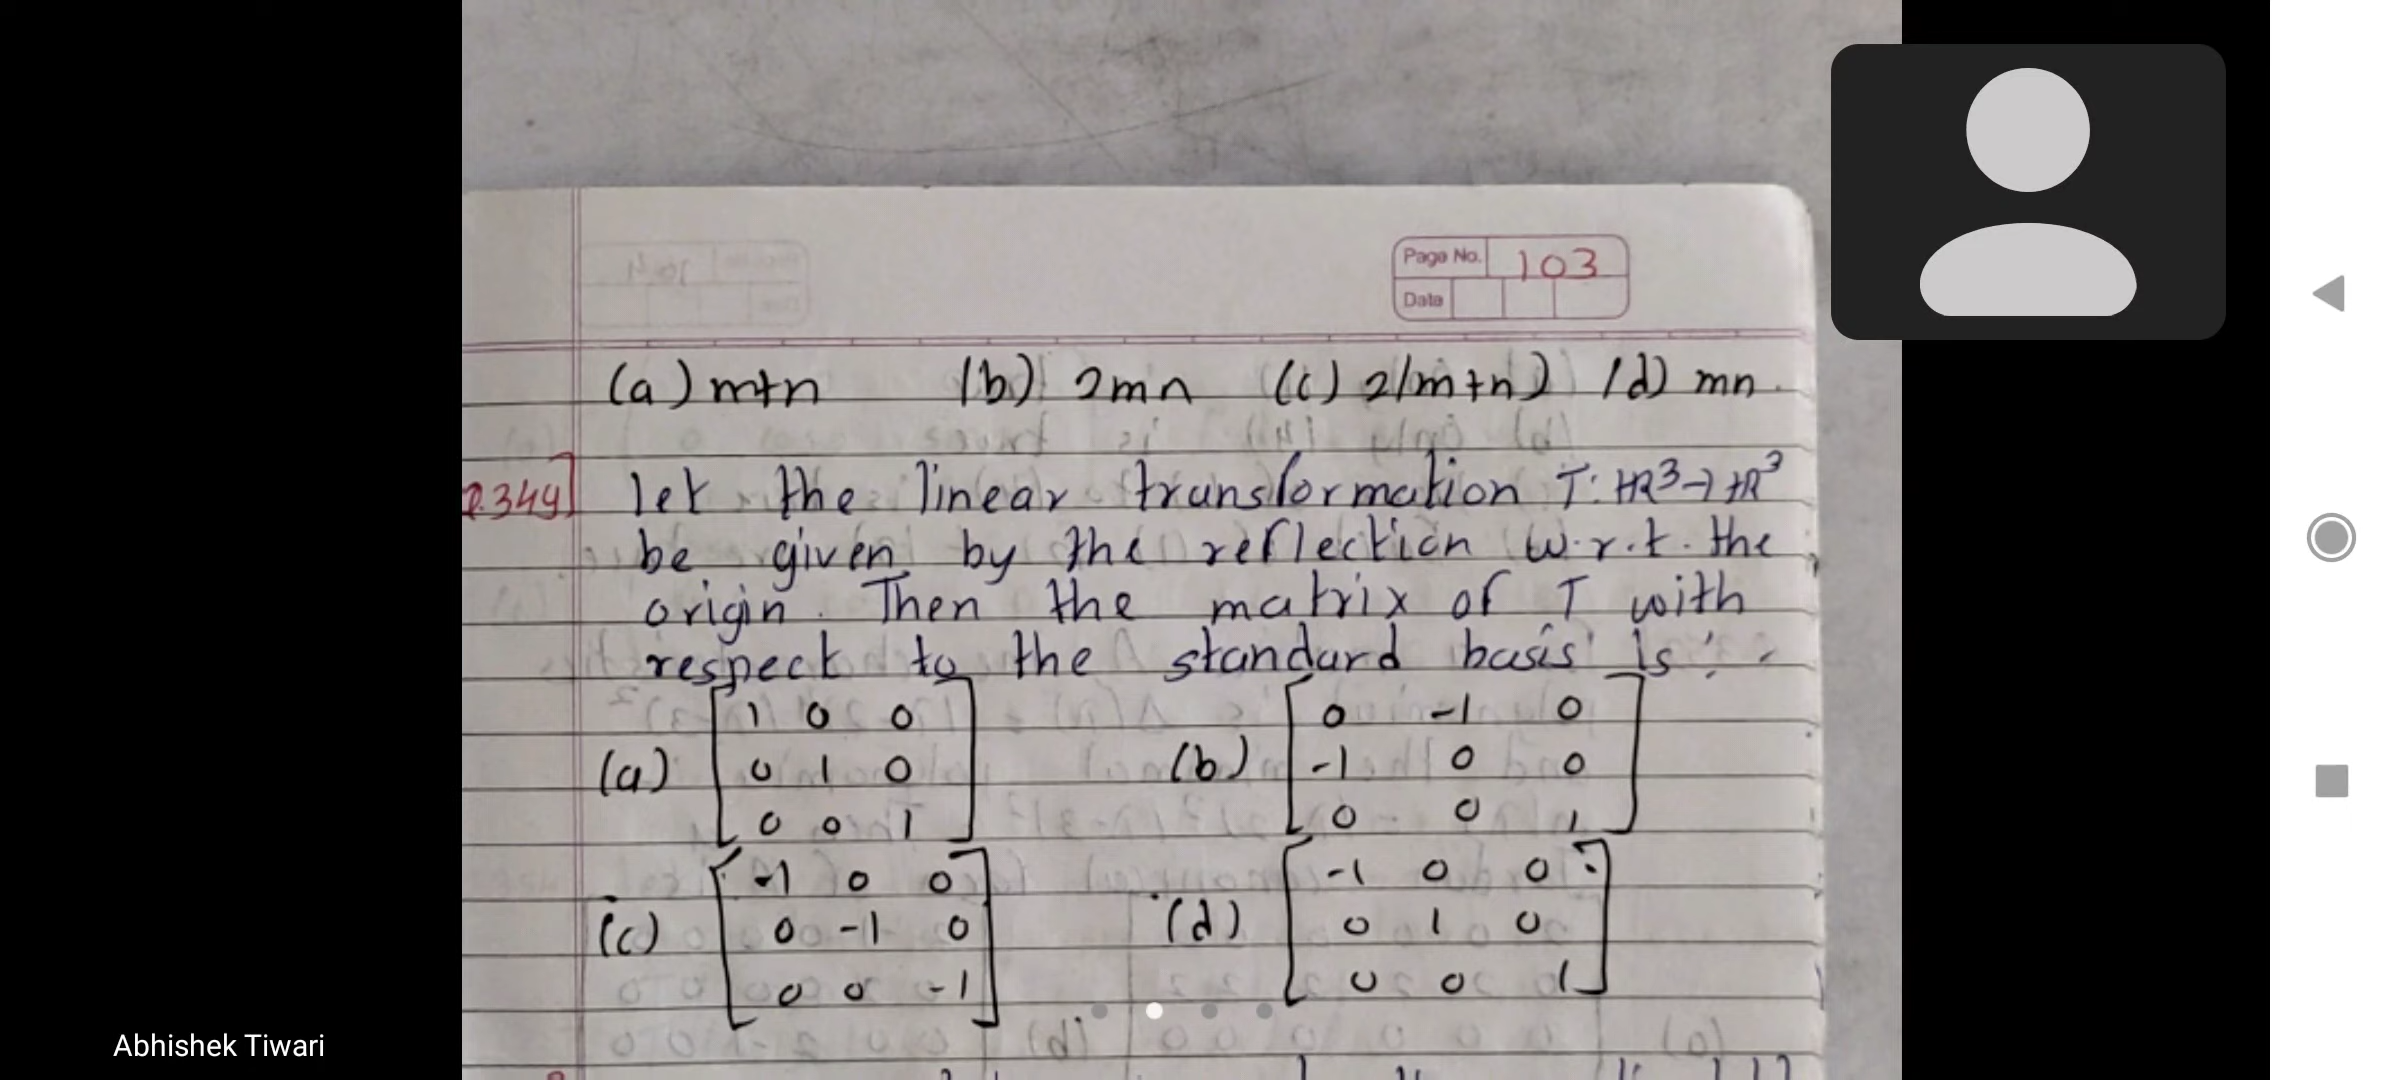 Page No. 103
Date
(a) m+n (b) 2mn (c) 2(m+n) (d) mn
Q.344] let the linear transformation T: IR³→IR³
be given by the reflection w.r.t. the
origin. Then the matrix of T with
respect to the standard basis is :-
(a) [1 0 0 (b) [0 -1 0
0 1 0 -1 0 0
0 0 1] 0 0 1]
(c) [-1 0 0 (d) [-1 0 0
0 -1 0 0 1 0
0 0 -1] 0 0 1]
Abhishek Tiwari